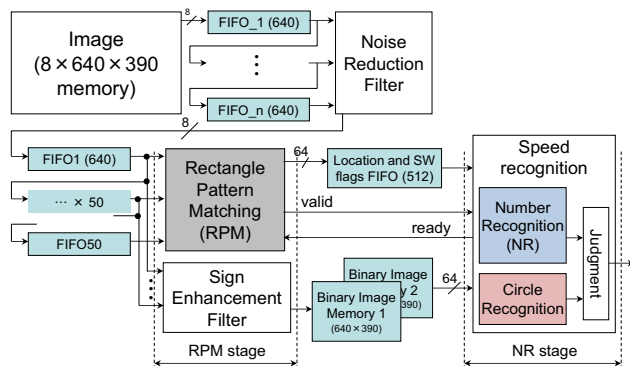 Image
(8×640×390
memory)
8
FIFO_1 (640)
⋮
FIFO_n (640)
Noise
Reduction
Filter
8
FIFO1 (640)
... × 50
FIFO50
Rectangle
Pattern
Matching
(RPM)
64
Location and SW
flags FIFO (512)
valid
ready
Speed
recognition
Number
Recognition
(NR)
Circle
Recognition
Judgment
Sign
Enhancement
Filter
Binary Image
Memory 1
(640×390)
Binary Image
y 2
390)
64
RPM stage
NR stage